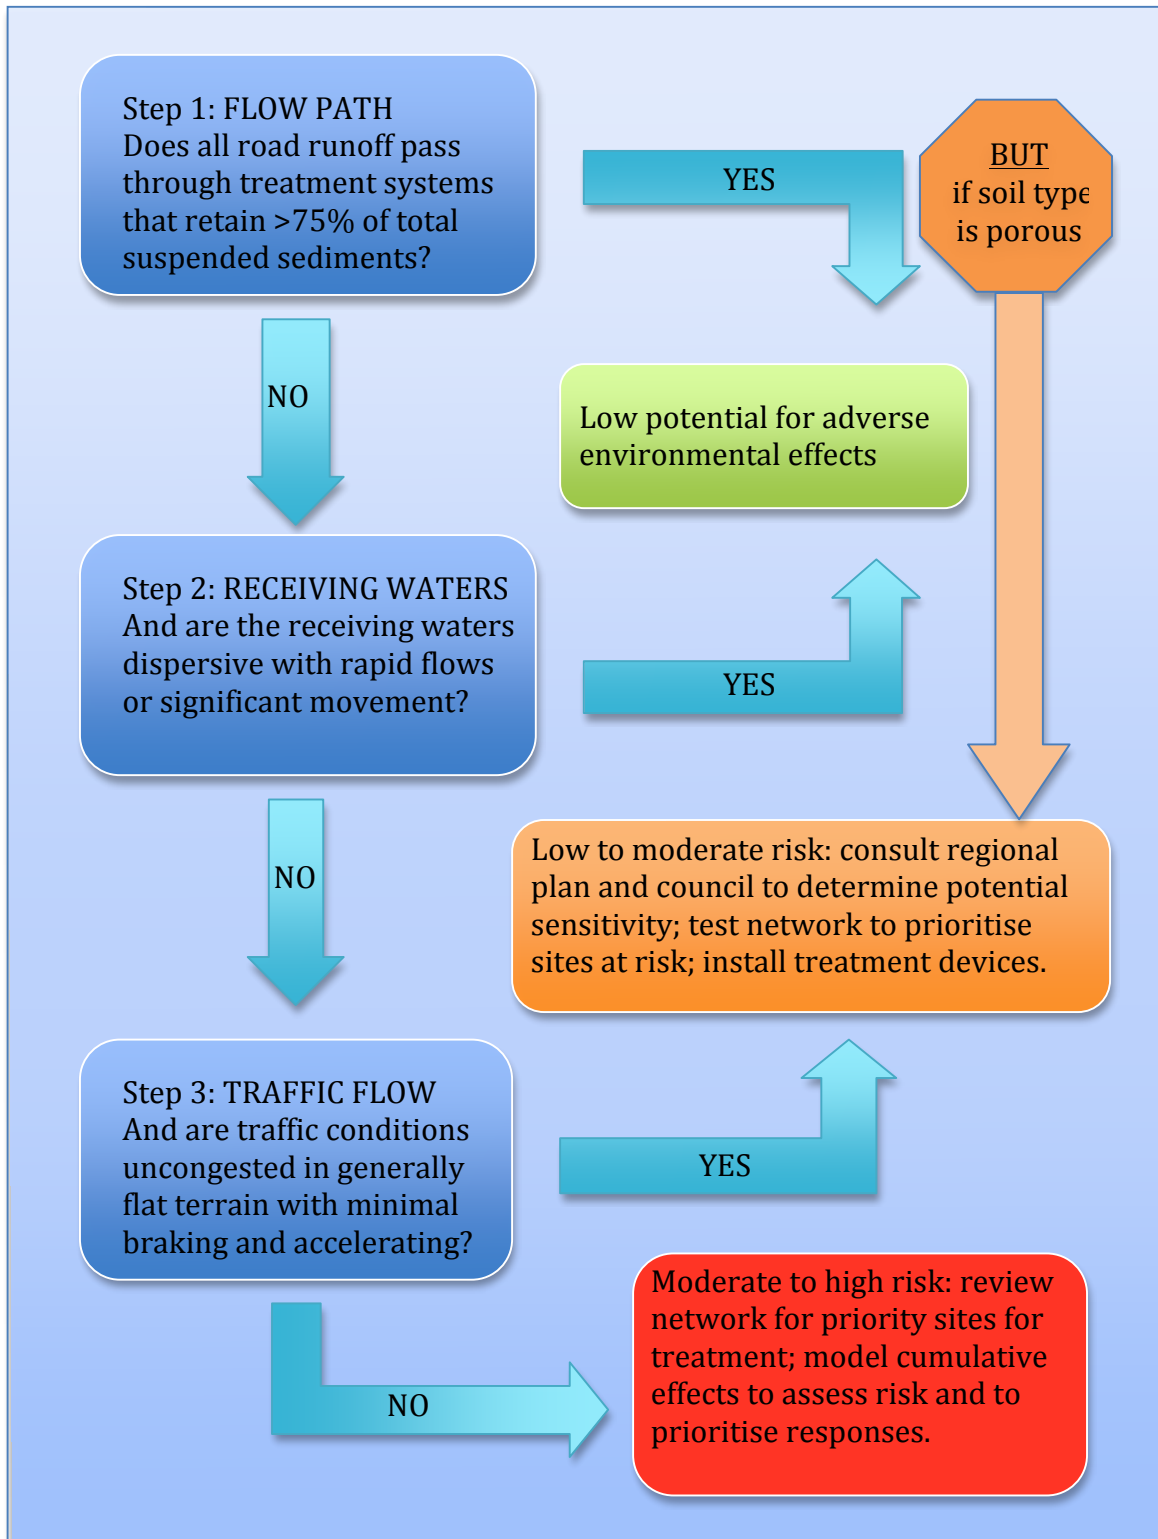 Step 1: FLOW PATH
Does all road runoff pass
through treatment systems
that retain >75% of total
suspended sediments?
YES
BUT
if soil type
is porous
NO
Low potential for adverse
environmental effects
Step 2: RECEIVING WATERS
And are the receiving waters
dispersive with rapid flows
or significant movement?
YES
NO
Low to moderate risk: consult regional
plan and council to determine potential
sensitivity; test network to prioritise
sites at risk; install treatment devices.
Step 3: TRAFFIC FLOW
And are traffic conditions
uncongested in generally
flat terrain with minimal
braking and accelerating?
YES
Moderate to high risk: review
network for priority sites for
treatment; model cumulative
effects to assess risk and to
prioritise responses.
NO